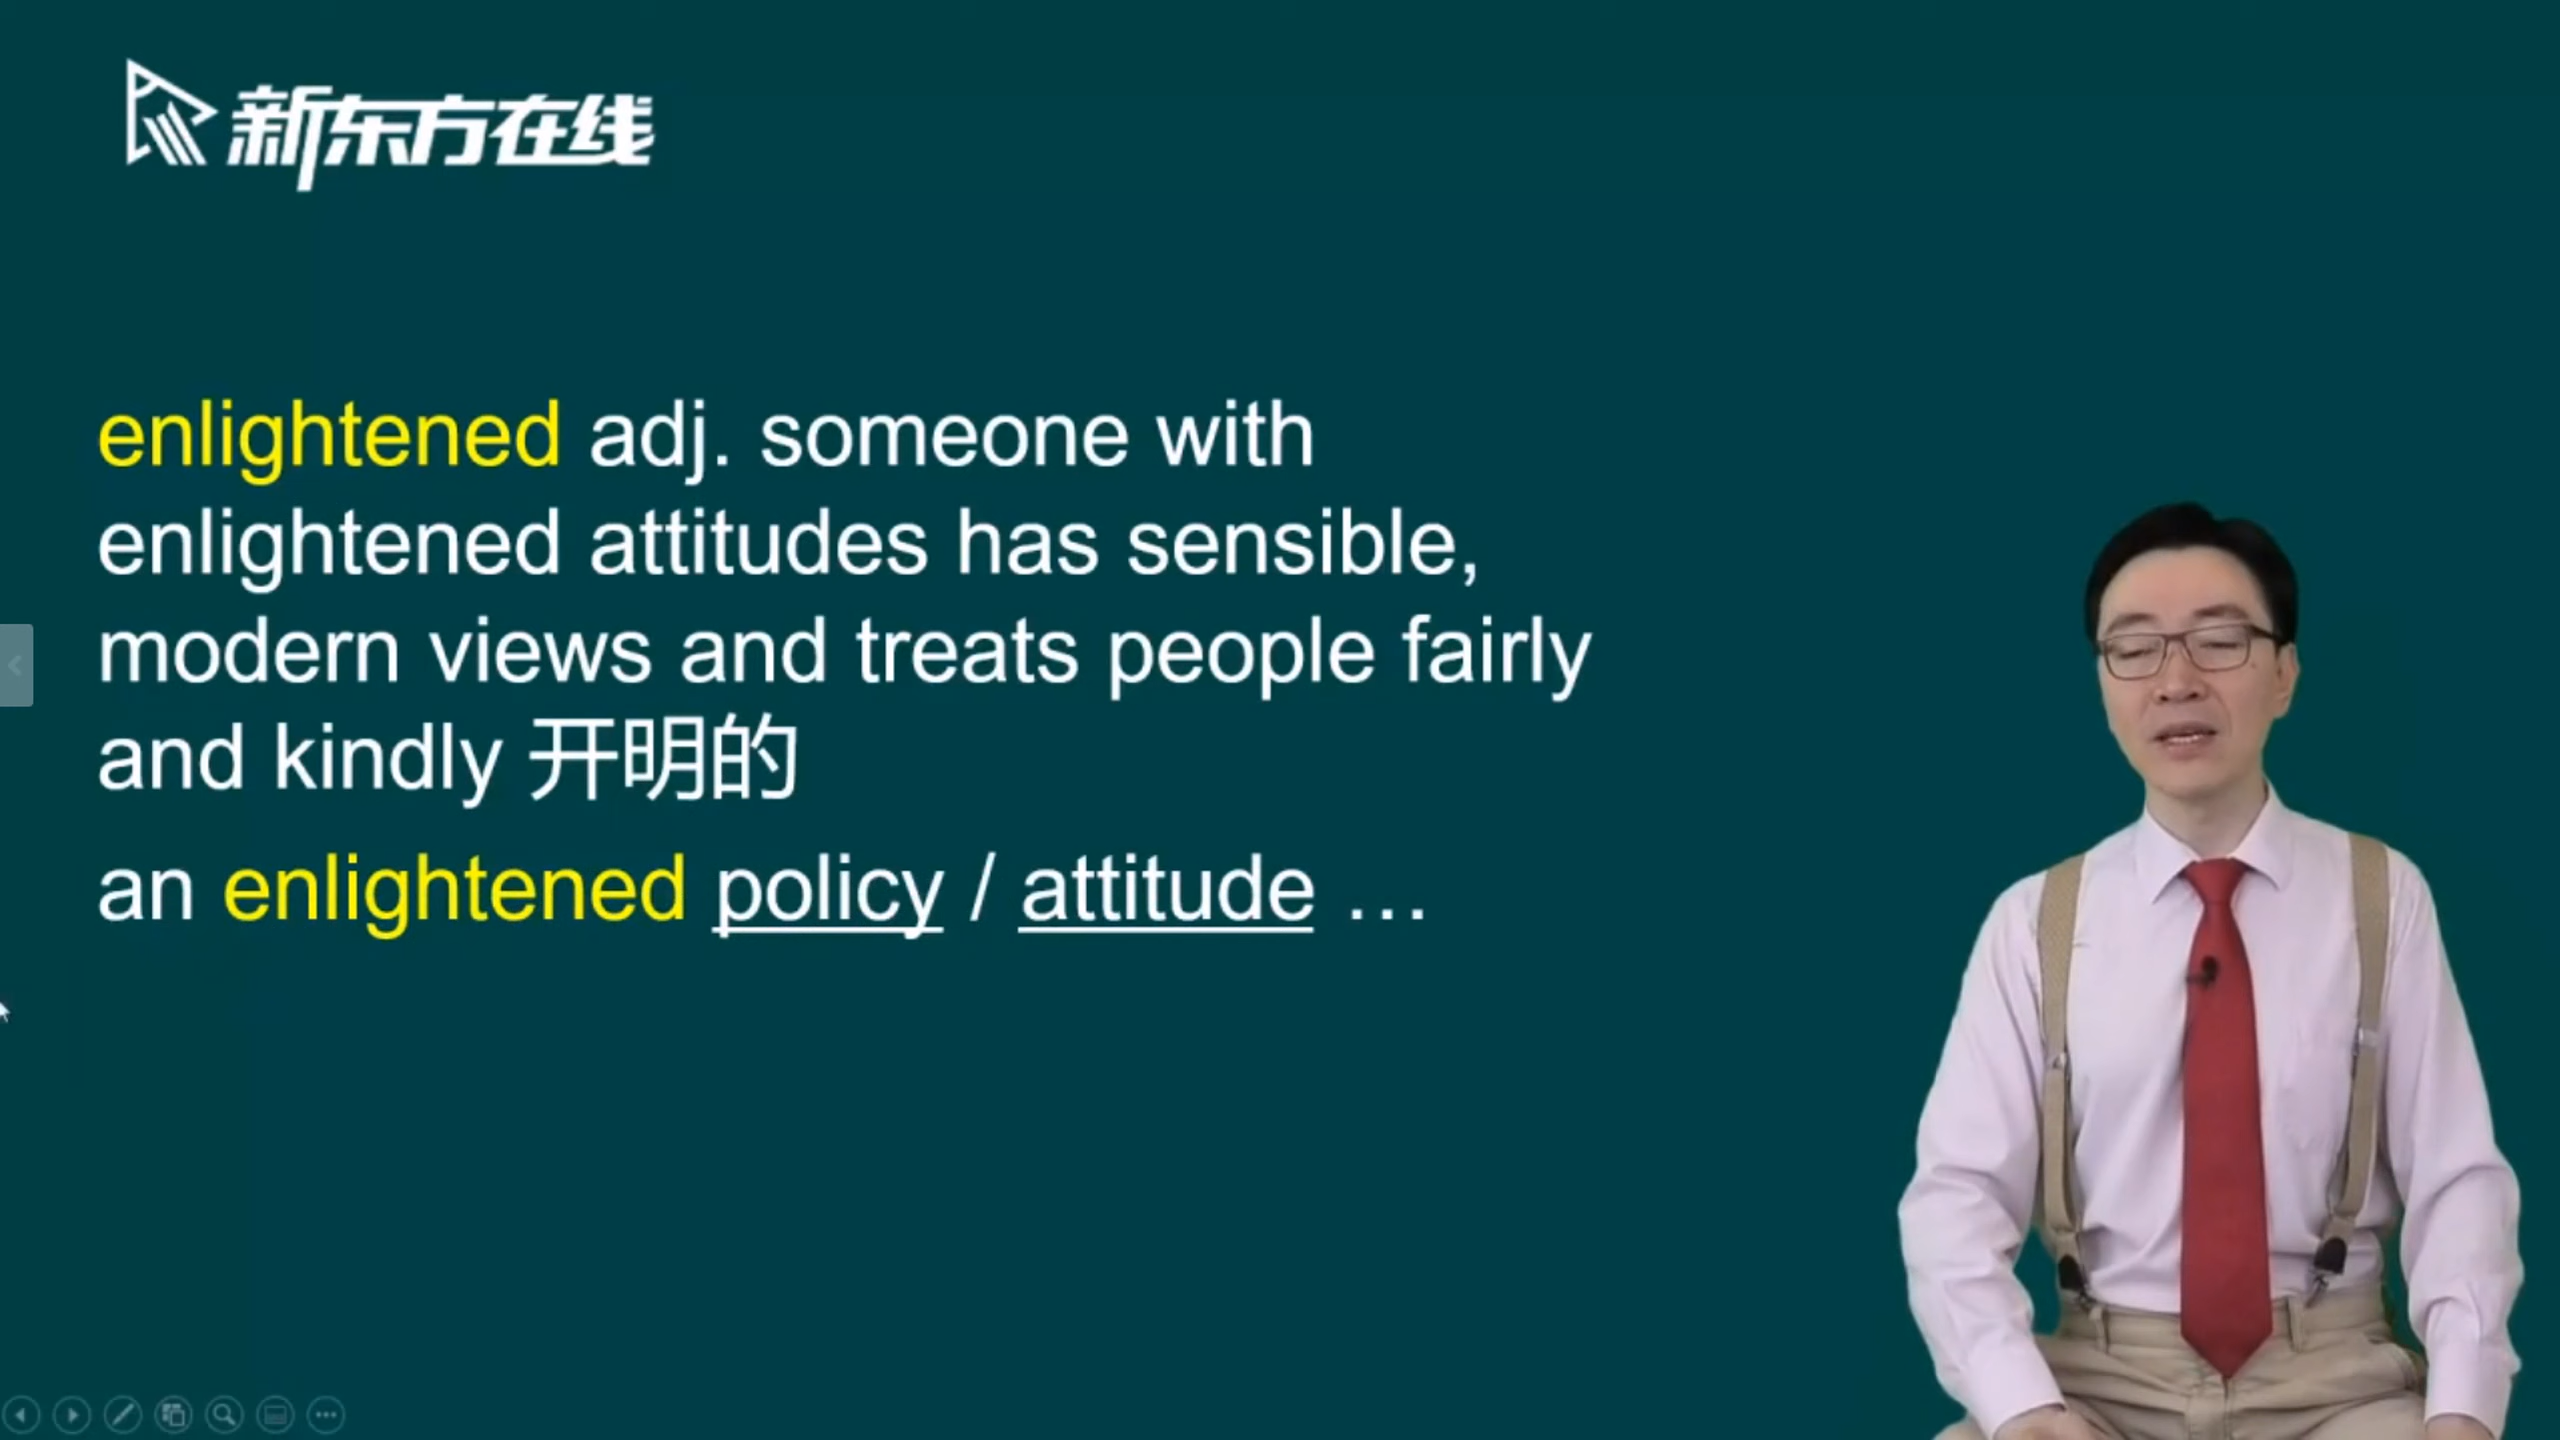 新东方在线
enlightened adj. someone with
enlightened attitudes has sensible,
modern views and treats people fairly
and kindly 开明的
an enlightened policy / attitude …